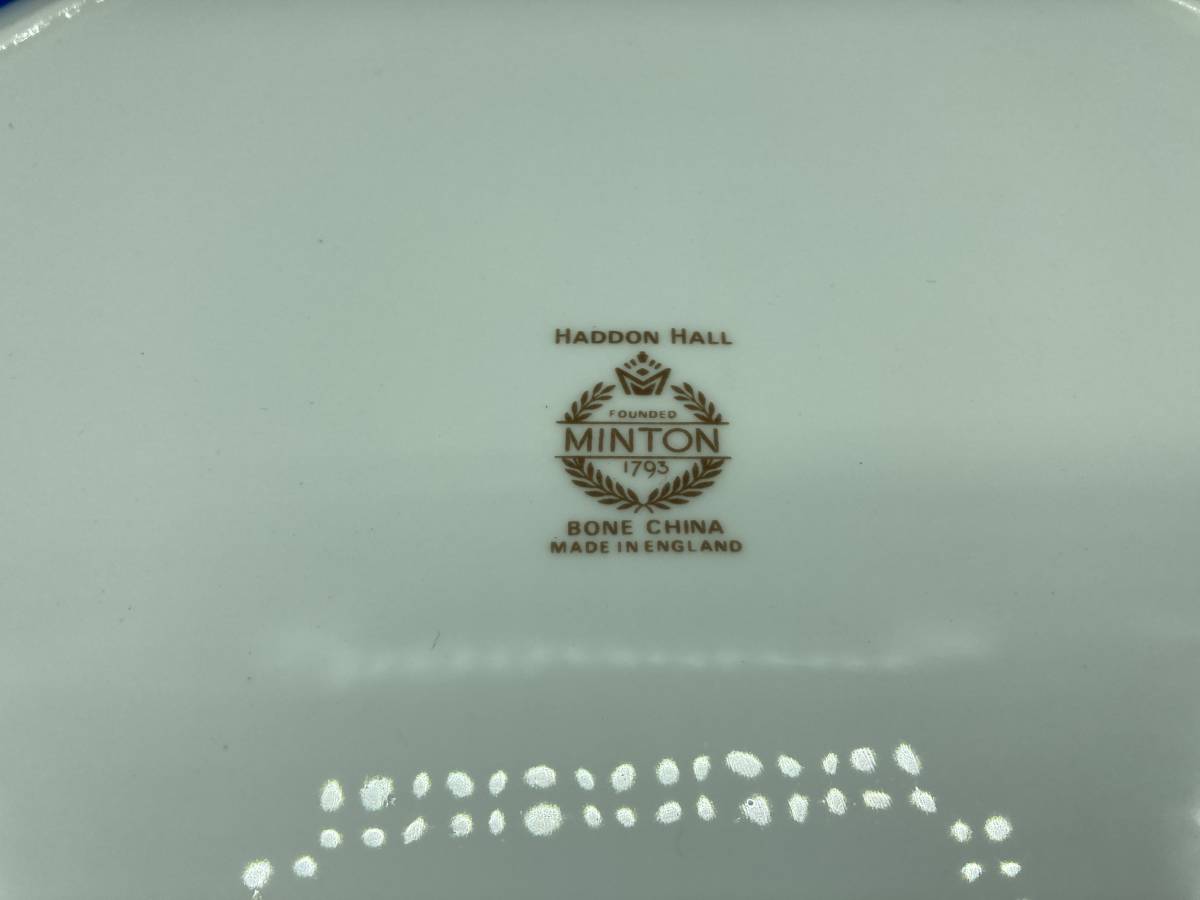 HADDON HALL
FOUNDED
MINTON
1793
BONE CHINA
MADE IN ENGLAND